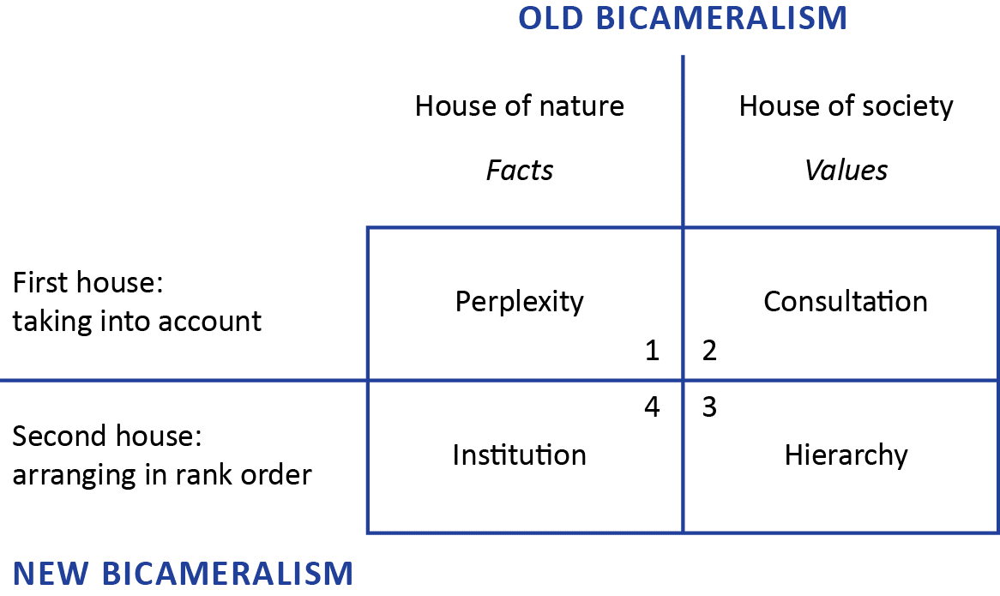 OLD BICAMERALISM
House of nature
House of society
Facts
Values
First house:
taking into account
Perplexity
Consultation
1
2
4
3
Second house:
arranging in rank order
Institution
Hierarchy
NEW BICAMERALISM